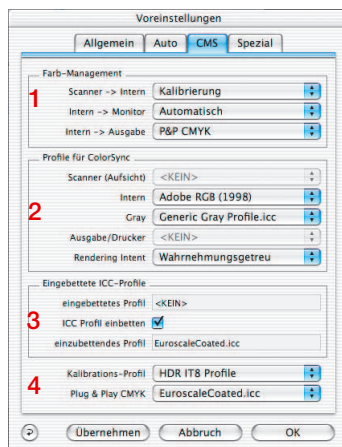 Voreinstellungen
Allgemein Auto CMS Spezial
Farb-Management
1
Scanner -> Intern Kalibrierung
Intern -> Monitor Automatisch
Intern -> Ausgabe P&P CMYK
Profile für ColorSync
Scanner (Aufsicht) <KEIN>
2
Intern Adobe RGB (1998)
Gray Generic Gray Profile.icc
Ausgabe/Drucker <KEIN>
Rendering Intent Wahrnehmungsgetreu
Eingebettete ICC-Profile
eingebettetes Profil <KEIN>
3
ICC Profil einbetten
einzubettendes Profil EuroscaleCoated.icc
4
Kalibrations-Profil HDR IT8 Profile
Plug & Play CMYK EuroscaleCoated.icc
Übernehmen Abbruch OK